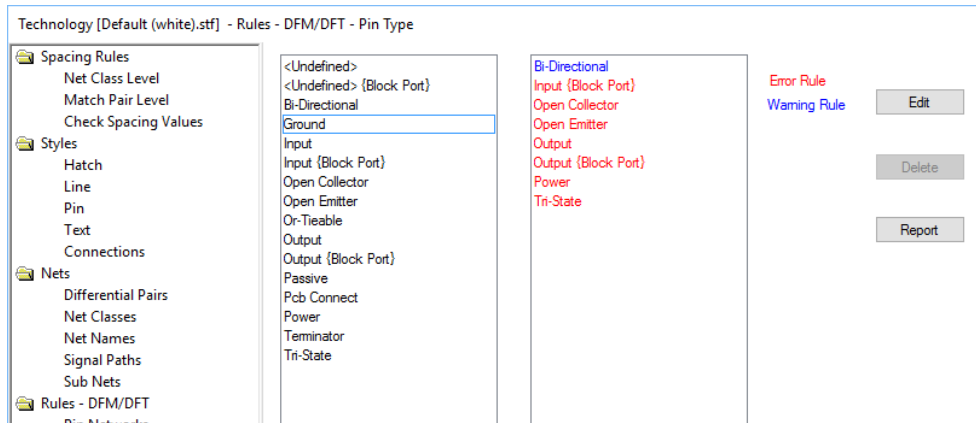 Technology [Default (white).stf] - Rules - DFM/DFT - Pin Type
Spacing Rules
Net Class Level
Match Pair Level
Check Spacing Values
Styles
Hatch
Line
Pin
Text
Connections
Nets
Differential Pairs
Net Classes
Net Names
Signal Paths
Sub Nets
Rules - DFM/DFT
<Undefined>
<Undefined> {Block Port}
Bi-Directional
Ground
Input
Input {Block Port}
Open Collector
Open Emitter
Or-Tieable
Output
Output {Block Port}
Passive
Pcb Connect
Power
Terminator
Tri-State
Bi-Directional
Input {Block Port}
Open Collector
Open Emitter
Output
Output {Block Port}
Power
Tri-State
Error Rule
Warning Rule
Edit
Delete
Report